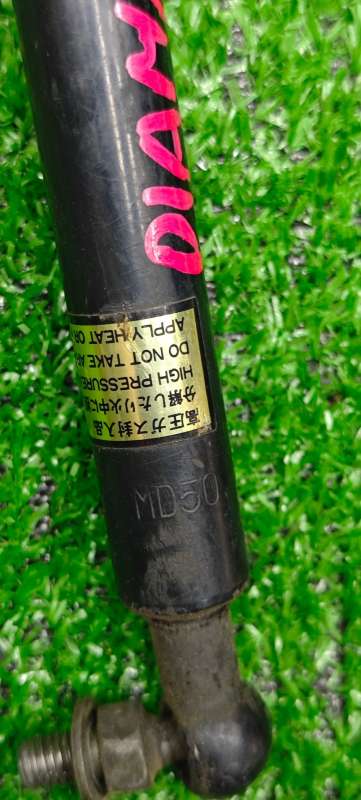 DIAM
高圧ガス封入品
分解したり火中に
HIGH PRESSURE
DO NOT TAKE
APPLY HEAT OR
MD50